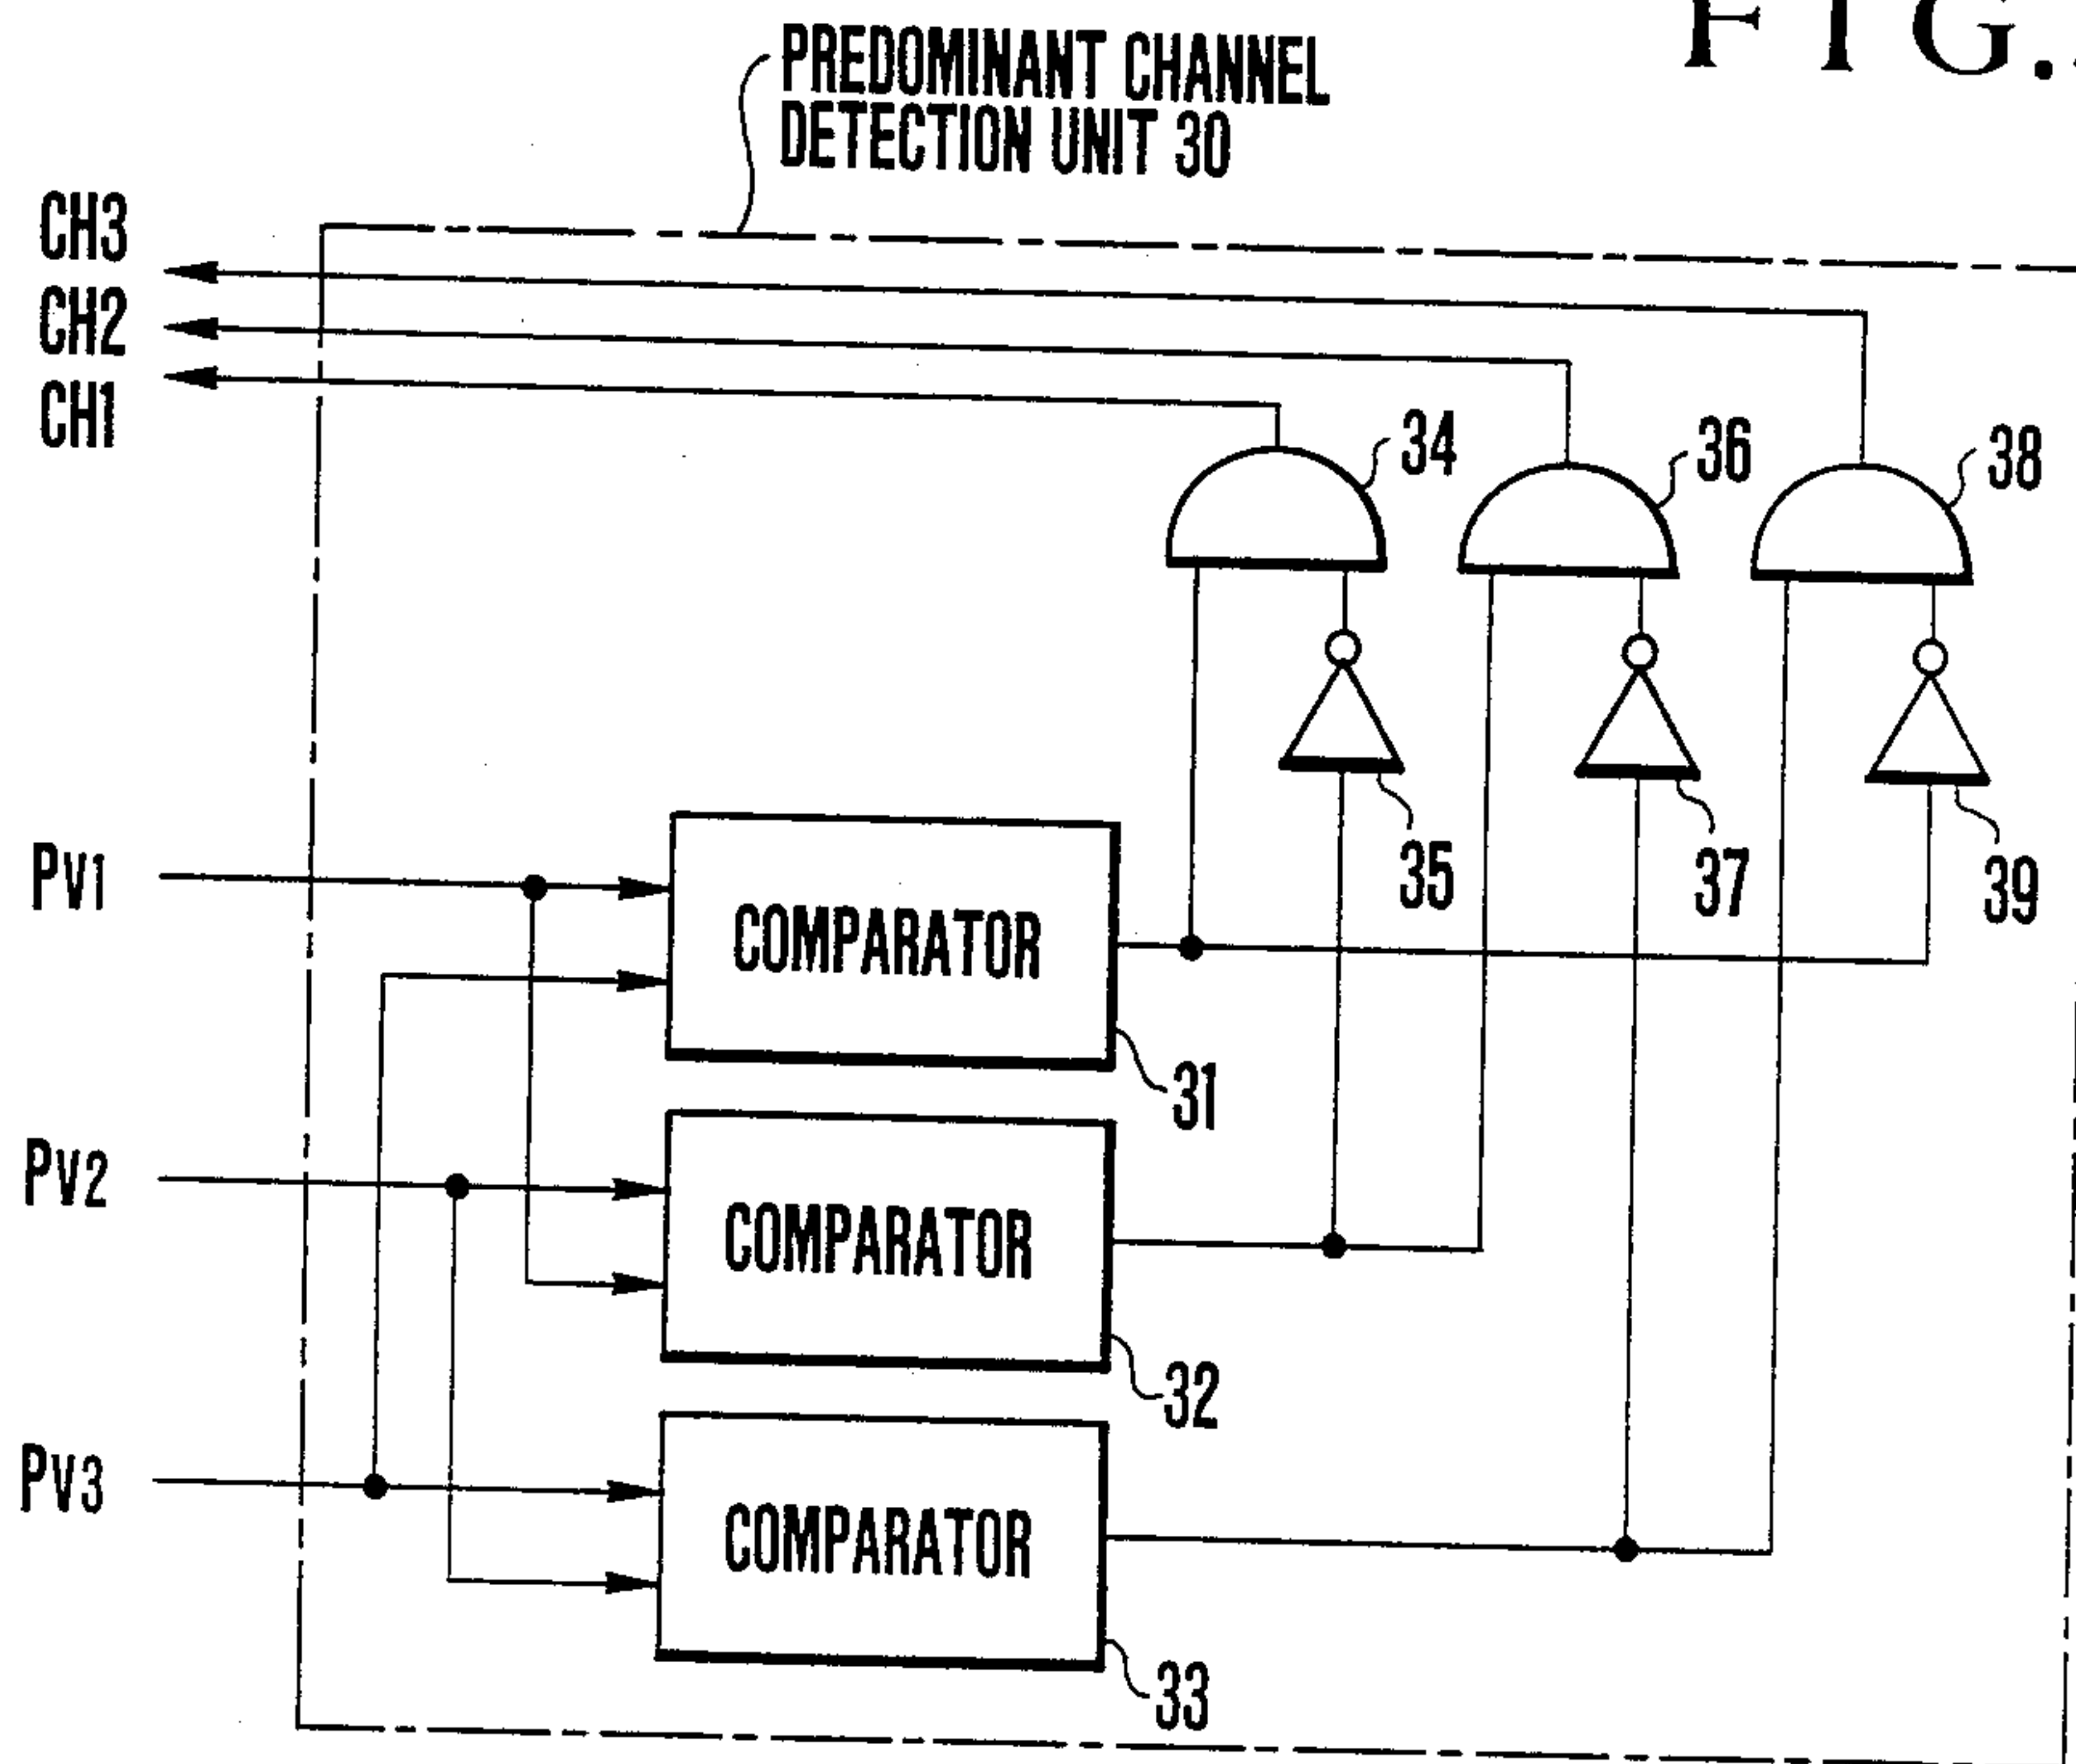 FIG.
PREDOMINANT CHANNEL
DETECTION UNIT 30
CH3
CH2
CH1
34
36
38
35
37
39
PV1
COMPARATOR
31
PV2
COMPARATOR
32
PV3
COMPARATOR
33